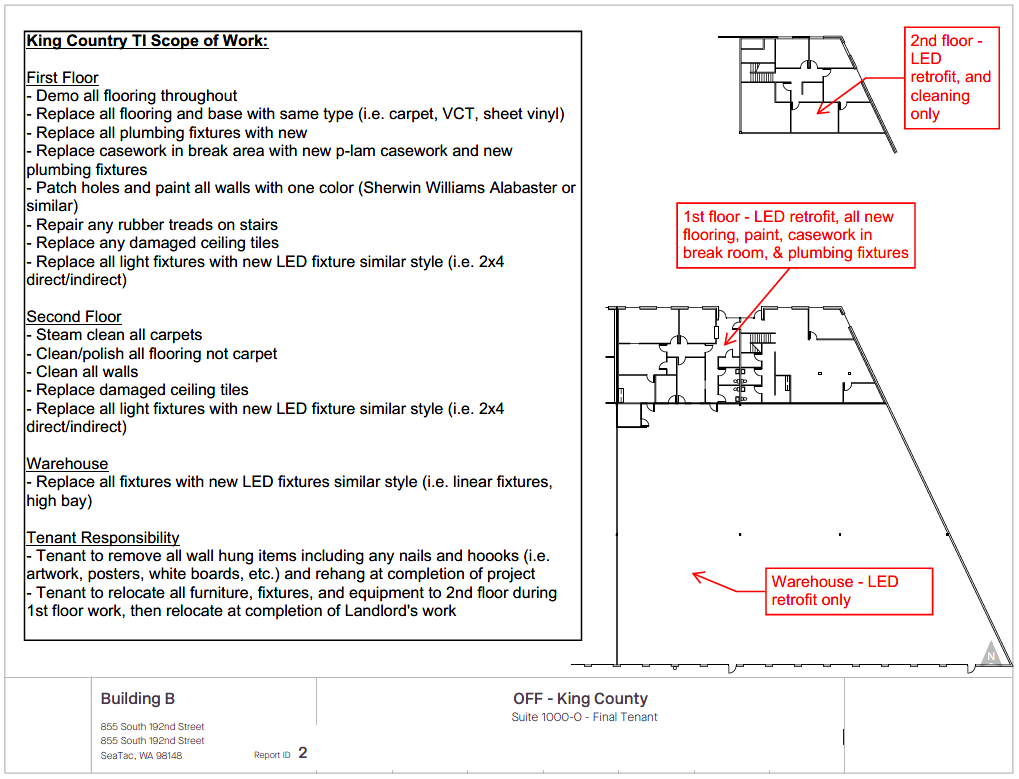 King Country TI Scope of Work:
First Floor
- Demo all flooring throughout
- Replace all flooring and base with same type (i.e. carpet, VCT, sheet vinyl)
- Replace all plumbing fixtures with new
- Replace casework in break area with new p-lam casework and new
plumbing fixtures
- Patch holes and paint all walls with one color (Sherwin Williams Alabaster or
similar)
- Repair any rubber treads on stairs
- Replace any damaged ceiling tiles
- Replace all light fixtures with new LED fixture similar style (i.e. 2x4
direct/indirect)
Second Floor
- Steam clean all carpets
- Clean/polish all flooring not carpet
- Clean all walls
- Replace damaged ceiling tiles
- Replace all light fixtures with new LED fixture similar style (i.e. 2x4
direct/indirect)
Warehouse
- Replace all fixtures with new LED fixtures similar style (i.e. linear fixtures,
high bay)
Tenant Responsibility
- Tenant to remove all wall hung items including any nails and hoooks (i.e.
artwork, posters, white boards, etc.) and rehang at completion of project
- Tenant to relocate all furniture, fixtures, and equipment to 2nd floor during
1st floor work, then relocate at completion of Landlord's work
2nd floor -
LED
retrofit, and
cleaning
only
1st floor - LED retrofit, all new
flooring, paint, casework in
break room, & plumbing fixtures
Warehouse - LED
retrofit only
N
Building B
855 South 192nd Street
855 South 192nd Street
SeaTac, WA 98148
Report ID 2
OFF - King County
Suite 1000-O - Final Tenant